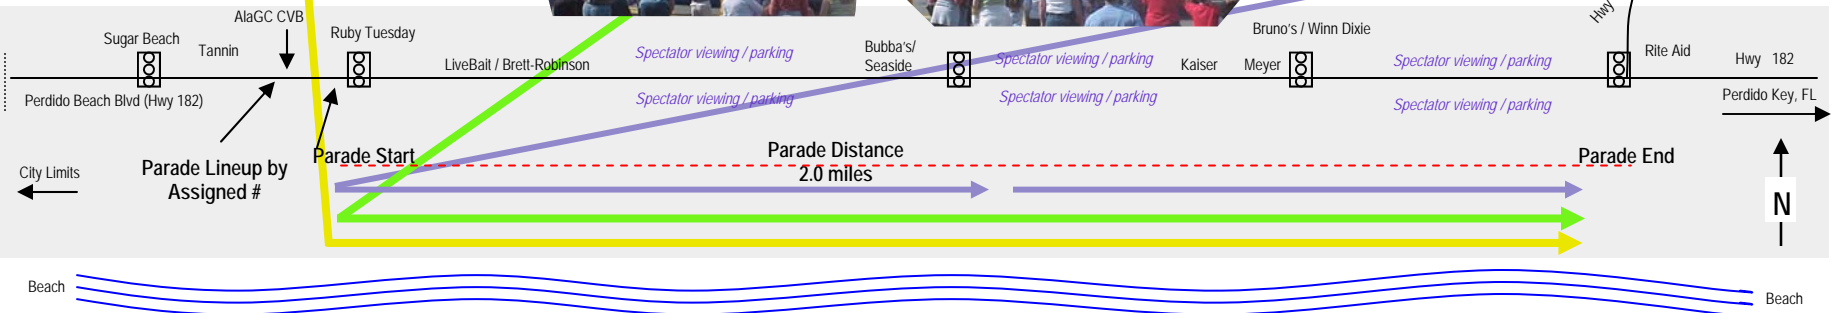 AlaGC CVB
Hwy
Sugar Beach
Tannin
Ruby Tuesday
LiveBait / Brett-Robinson
Spectator viewing / parking
Bubba's/
Seaside
Spectator viewing / parking
Bruno's / Winn Dixie
Kaiser
Meyer
Spectator viewing / parking
Rite Aid
Hwy 182
Perdido Beach Blvd (Hwy 182)
Spectator viewing / parking
Spectator viewing / parking
Spectator viewing / parking
Perdido Key, FL
City Limits
Parade Lineup by
Assigned #
Parade Start
Parade Distance
2.0 miles
Parade End
N
Beach
Beach